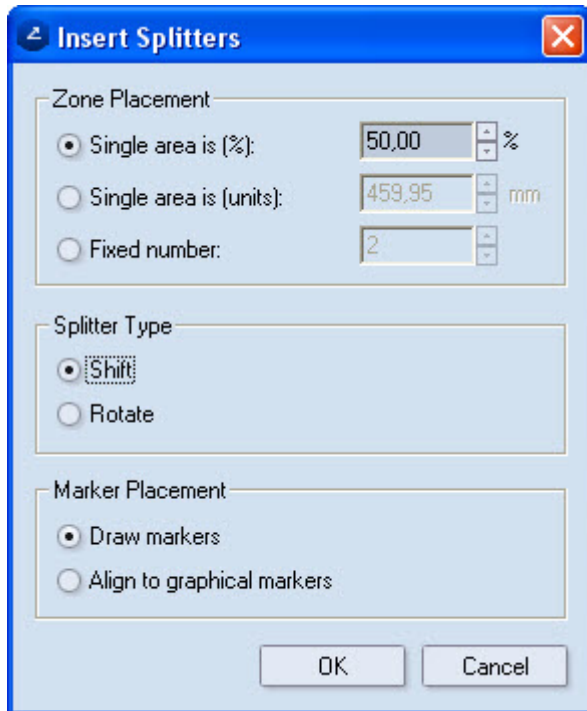 Insert Splitters
Zone Placement
Single area is (%): 50,00 %
Single area is (units): 459,95 mm
Fixed number: 2
Splitter Type
Shift
Rotate
Marker Placement
Draw markers
Align to graphical markers
OK Cancel